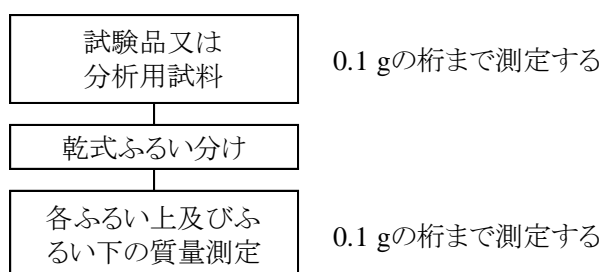 試験品又は
分析用試料
0.1 gの桁まで測定する
乾式ふるい分け
各ふるい上及びふ
るい下の質量測定
0.1 gの桁まで測定する